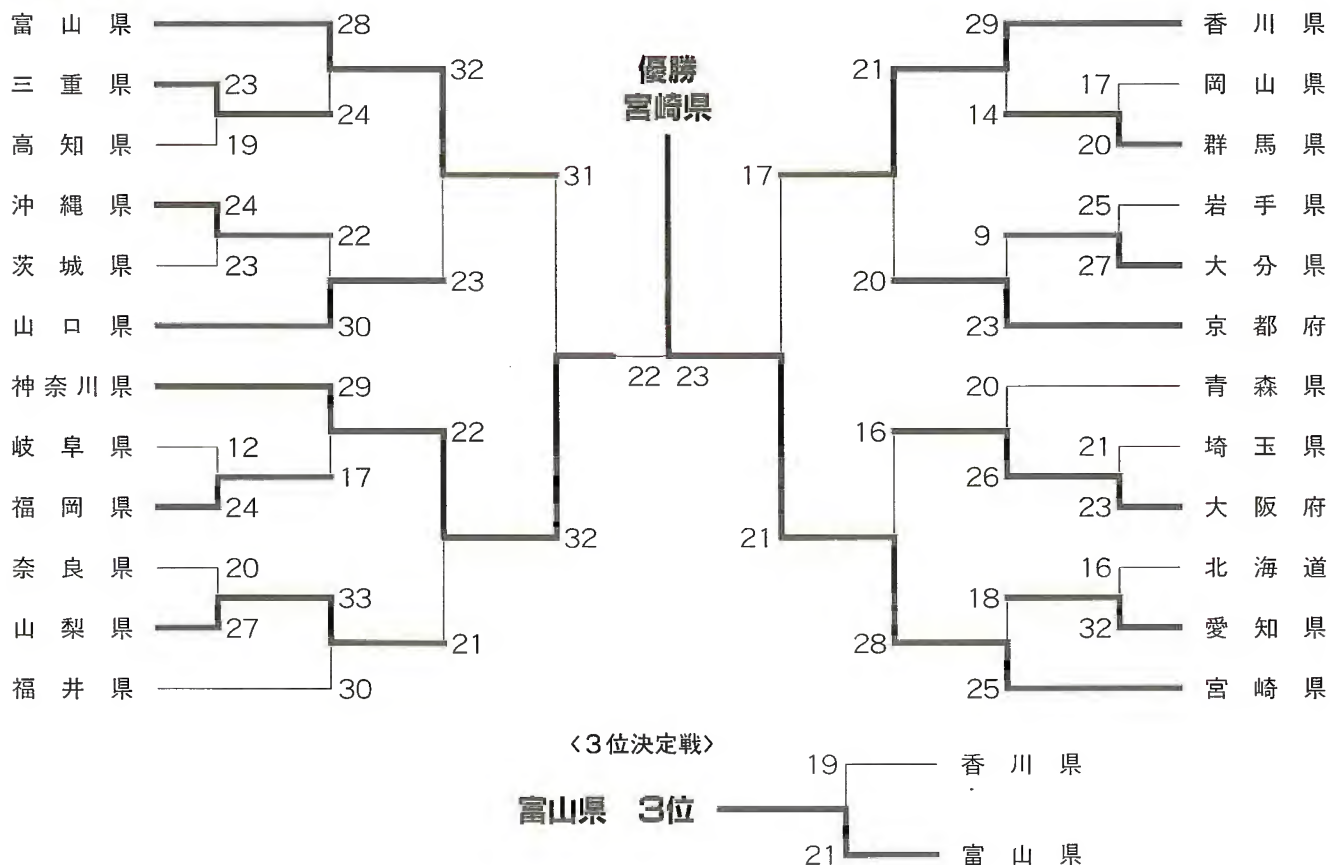 富山県 28 29 香川県
32 優勝 21
三重県 23 17 岡山県
宮崎県
24 14
高知県 19 20 群馬県
31 17
沖縄県 24 25 岩手県
22 9
茨城県 23 27 大分県
23 20
山口県 30 23 京都府
22 23
神奈川県 29 20 青森県
22 16
岐阜県 12 21 埼玉県
17 26
福岡県 24 23 大阪府
32 21
奈良県 20 16 北海道
33 18
山梨県 27 32 愛知県
21 28
福井県 30 25 宮崎県
〈3位決定戦〉
19 香川県
富山県 3位
21 富山県